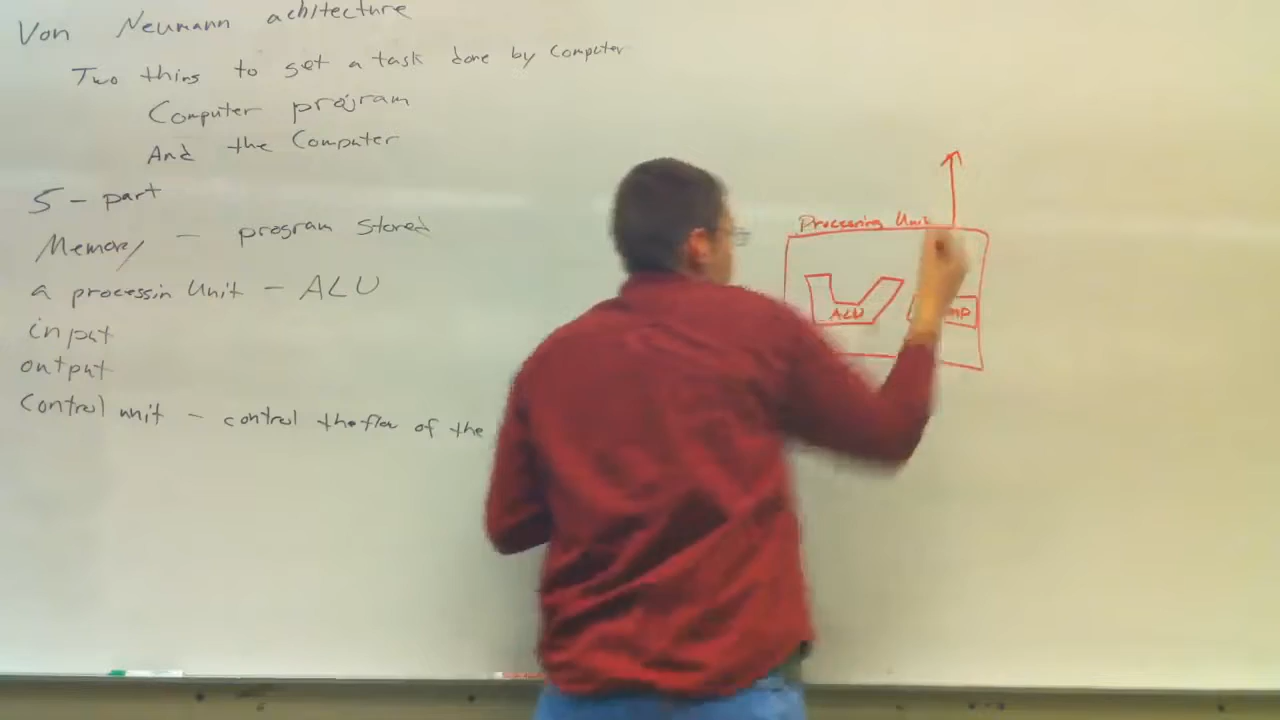 Von Neumann achitecture
Two thins to get a task done by Computer
Computer program
And the Computer
5 - part
Memory - program stored
a processin Unit - ALU
input
output
Control unit - control the flow of the
Processing Unit
ALU